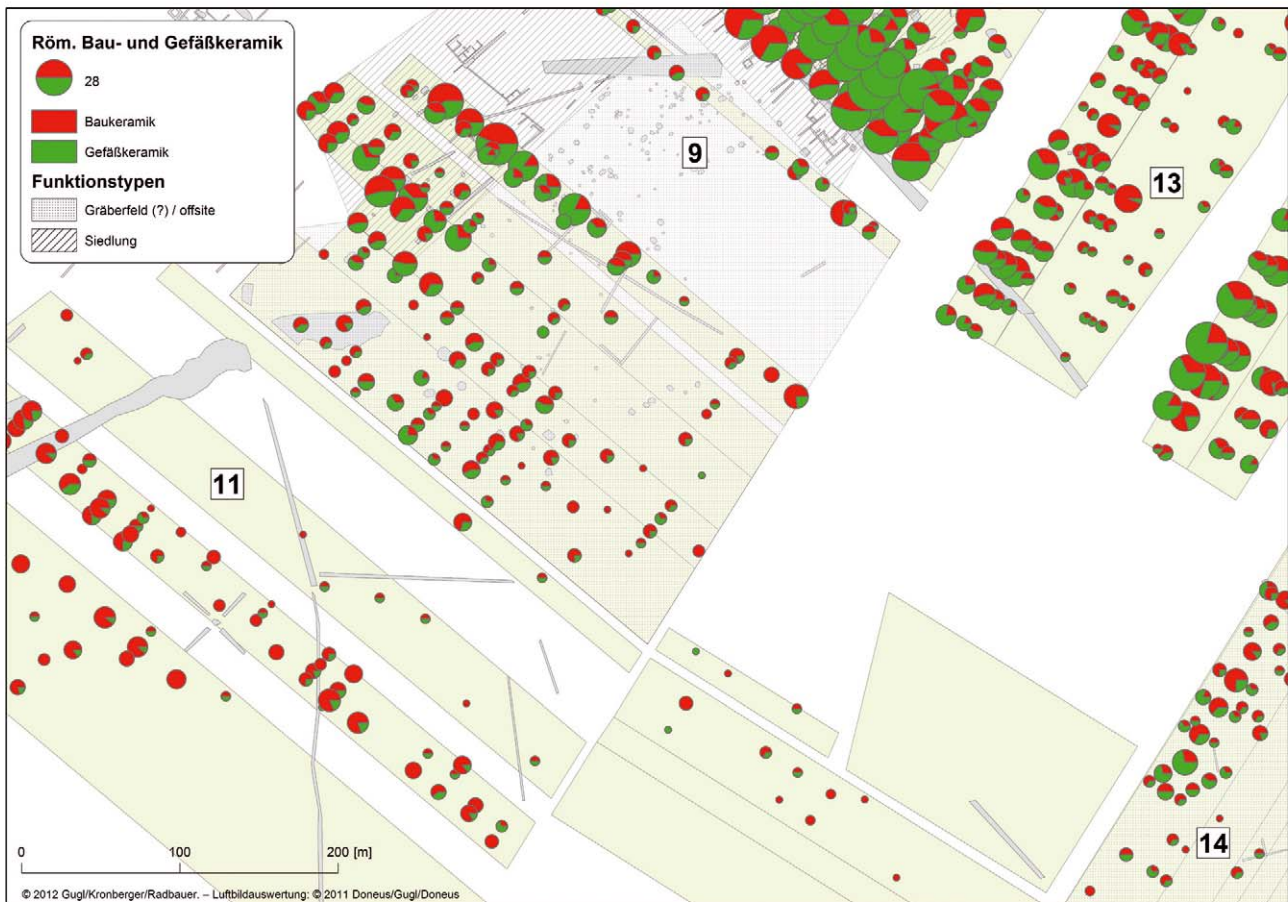 Röm. Bau- und Gefäßkeramik
28
Baukeramik
Gefäßkeramik
Funktionstypen
Gräberfeld (?) / offsite
Siedlung
9
13
11
14
0 100 200 [m]
© 2012 Gugl/Kronberger/Radbauer. – Luftbildauswertung: © 2011 Doneus/Gugl/Doneus